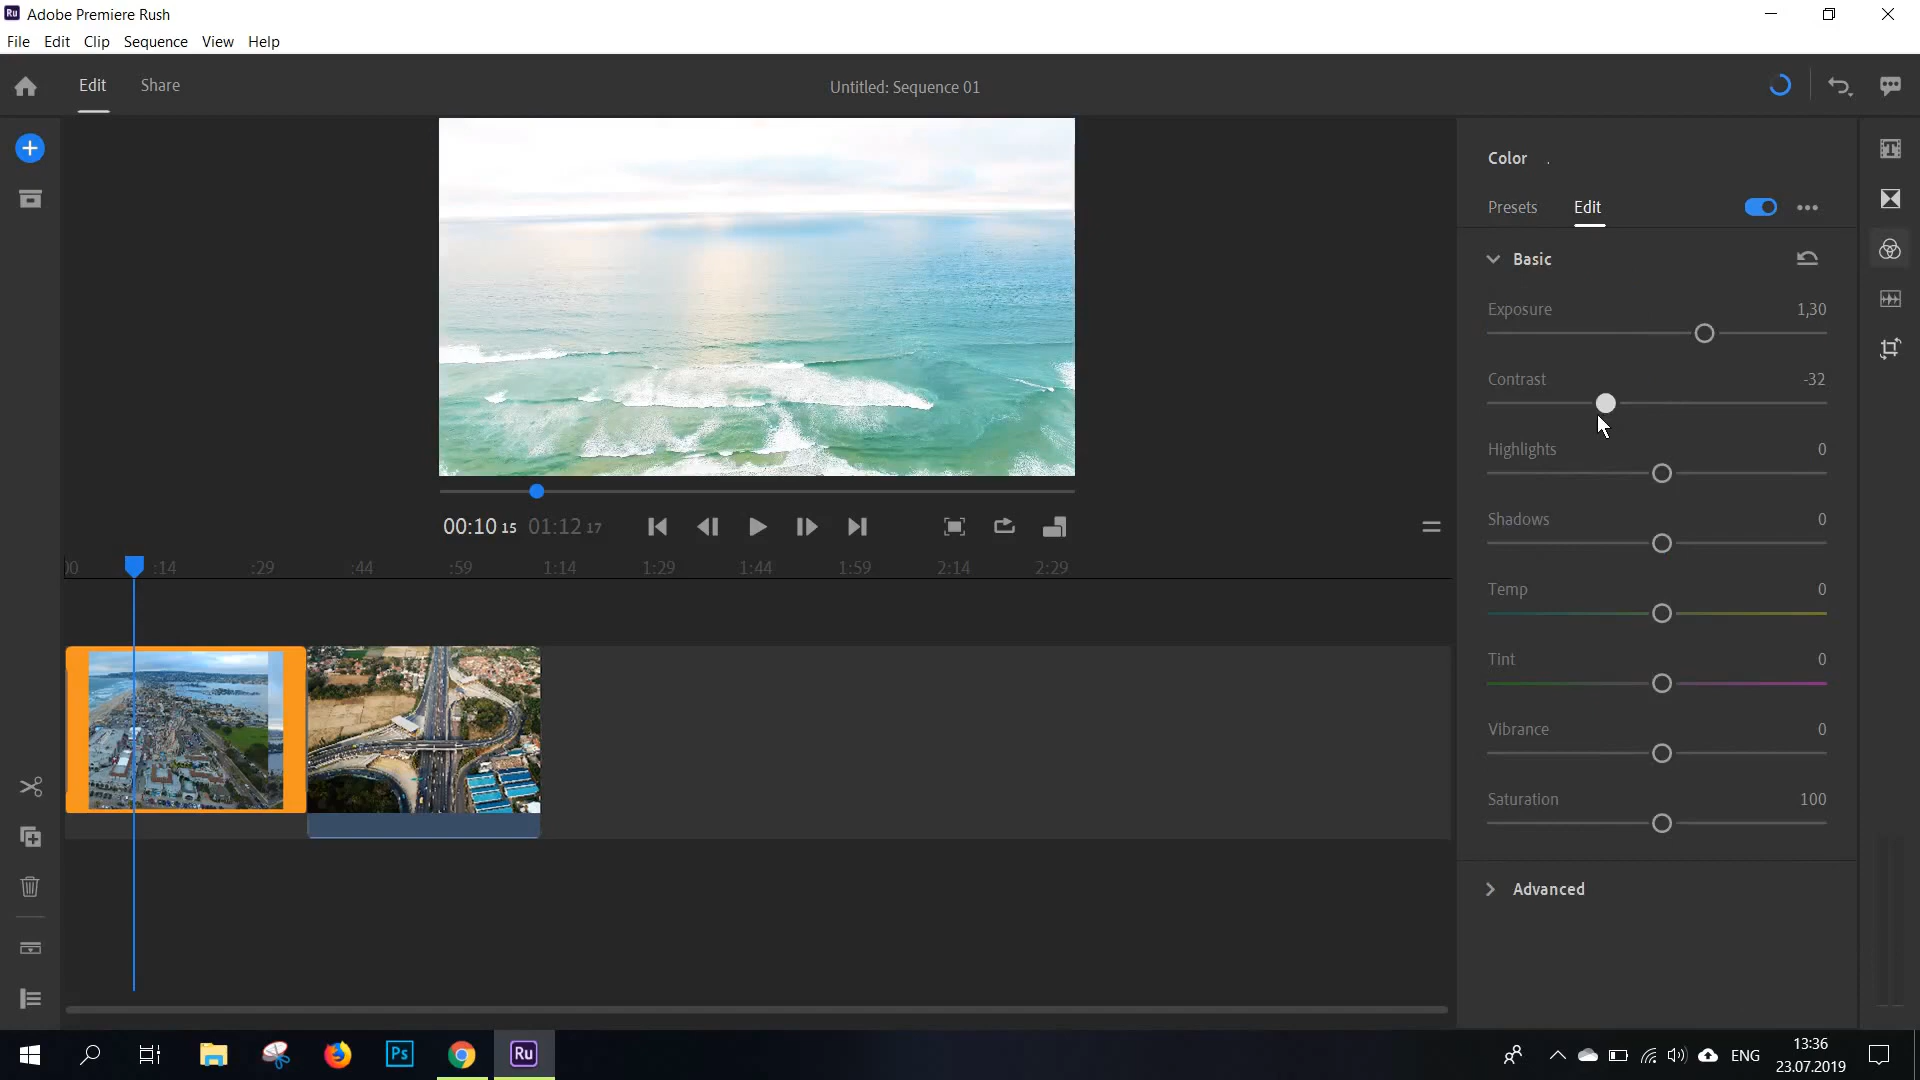 Ru Adobe Premiere Rush
File Edit Clip Sequence View Help
Edit Share Untitled: Sequence 01
Color
Presets Edit
Basic
Exposure 1,30
Contrast -32
Highlights 0
Shadows 0
Temp 0
Tint 0
Vibrance 0
Saturation 100
Advanced
00:10 15 01:12 17
:14 :29 :44 :59 1:14 1:29 1:44 1:59 2:14 2:29
Ps Ru ENG
13:36
23.07.2019